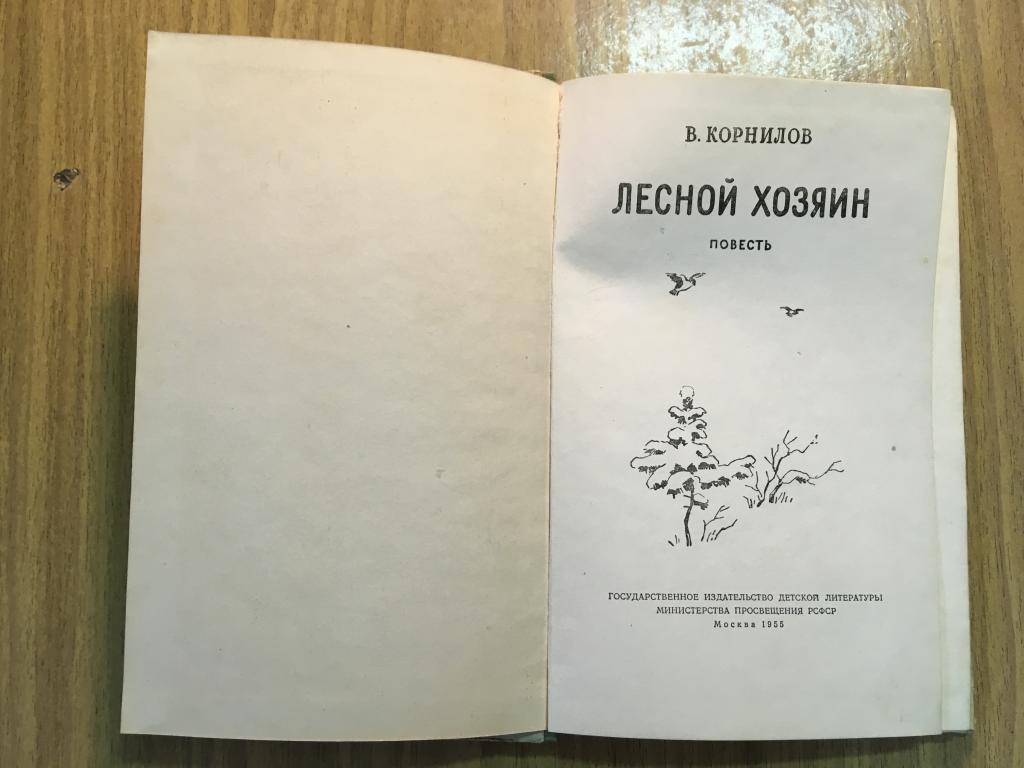 В. КОРНИЛОВ
ЛЕСНОЙ ХОЗЯИН
ПОВЕСТЬ
ГОСУДАРСТВЕННОЕ ИЗДАТЕЛЬСТВО ДЕТСКОЙ ЛИТЕРАТУРЫ
МИНИСТЕРСТВА ПРОСВЕЩЕНИЯ РСФСР
Москва 1955